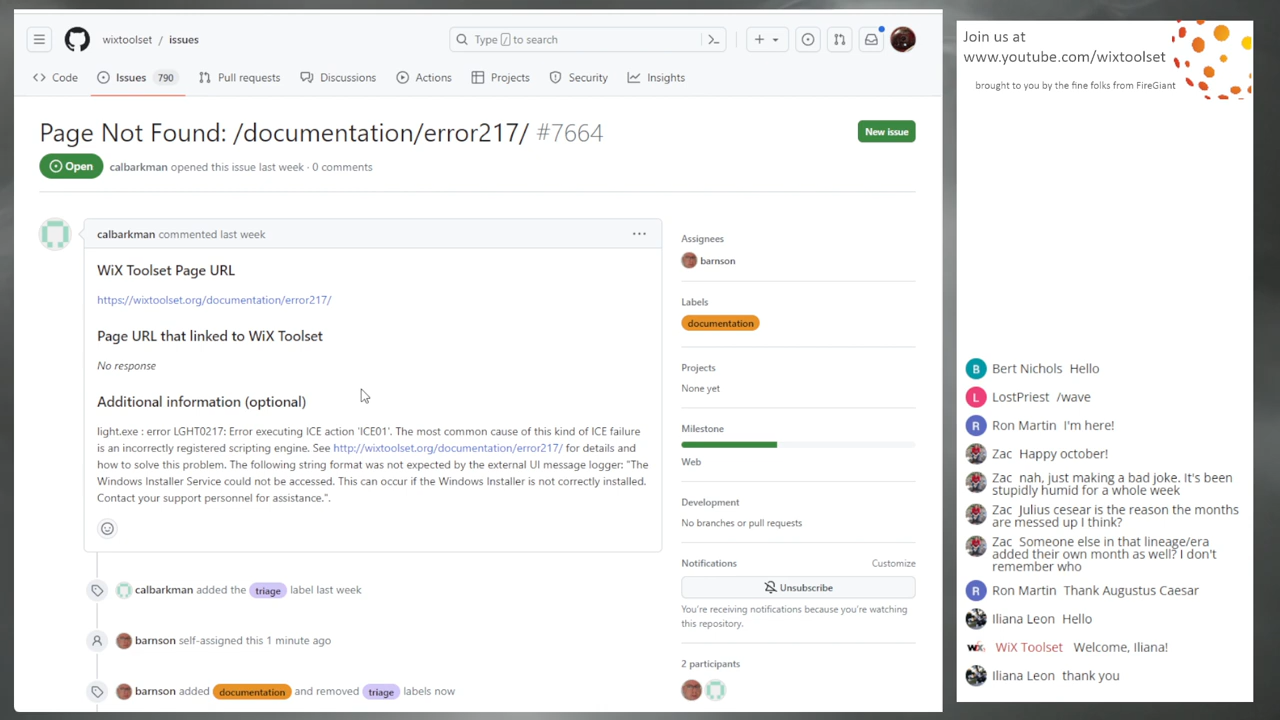 wixtoolset / issues
Type / to search
Code
Issues 790
Pull requests
Discussions
Actions
Projects
Security
Insights
Page Not Found: /documentation/error217/ #7664
New issue
Open calbarkman opened this issue last week · 0 comments
calbarkman commented last week
WiX Toolset Page URL
https://wixtoolset.org/documentation/error217/
Page URL that linked to WiX Toolset
No response
Additional information (optional)
light.exe : error LGHT0217: Error executing ICE action 'ICE01'. The most common cause of this kind of ICE failure
is an incorrectly registered scripting engine. See http://wixtoolset.org/documentation/error217/ for details and
how to solve this problem. The following string format was not expected by the external UI message logger: "The
Windows Installer Service could not be accessed. This can occur if the Windows Installer is not correctly installed.
Contact your support personnel for assistance.".
calbarkman added the triage label last week
barnson self-assigned this 1 minute ago
barnson added documentation and removed triage labels now
Assignees
barnson
Labels
documentation
Projects
None yet
Milestone
Web
Development
No branches or pull requests
Notifications Customize
Unsubscribe
You're receiving notifications because you're watching
this repository.
2 participants
Join us at
www.youtube.com/wixtoolset
brought to you by the fine folks from FireGiant
B Bert Nichols Hello
L LostPriest /wave
R Ron Martin I'm here!
Zac Happy october!
Zac nah, just making a bad joke. It's been
stupidly humid for a whole week
Zac Julius cesear is the reason the months
are messed up I think?
Zac Someone else in that lineage/era
added their own month as well? I don't
remember who
R Ron Martin Thank Augustus Caesar
Iliana Leon Hello
WiX WiX Toolset Welcome, Iliana!
Iliana Leon thank you